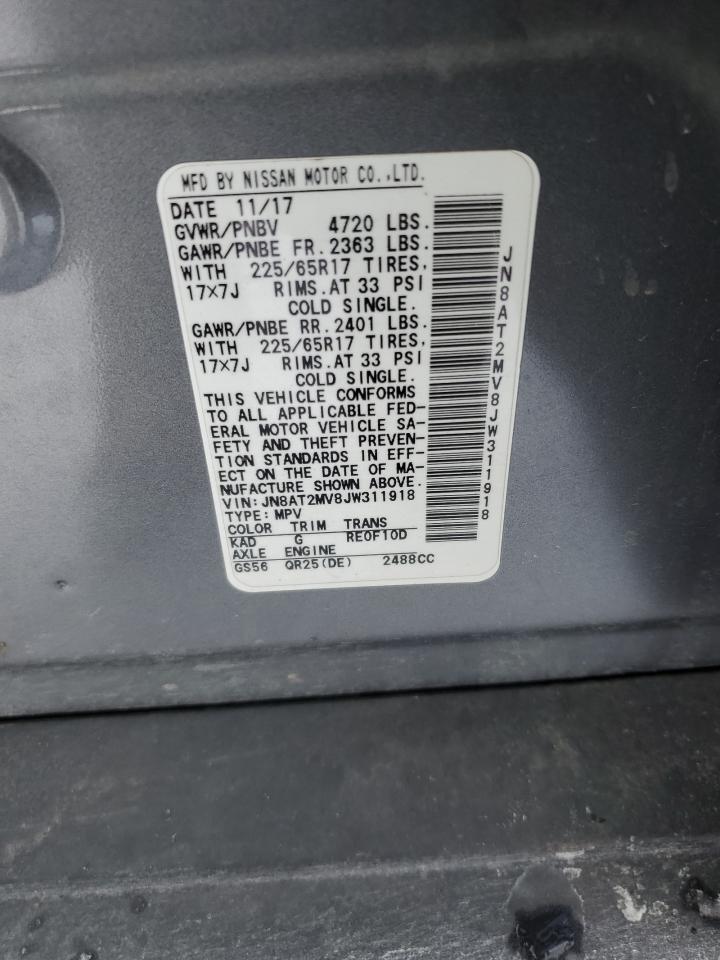 MFD BY NISSAN MOTOR CO.,LTD.
DATE 11/17
GVWR/PNBV 4720 LBS.
GAWR/PNBE FR. 2363 LBS.
WITH 225/65R17 TIRES,
17×7J RIMS.AT 33 PSI
COLD SINGLE.
GAWR/PNBE RR. 2401 LBS.
WITH 225/65R17 TIRES,
17×7J RIMS.AT 33 PSI
COLD SINGLE.
THIS VEHICLE CONFORMS
TO ALL APPLICABLE FED-
ERAL MOTOR VEHICLE SA-
FETY AND THEFT PREVEN-
TION STANDARDS IN EFF-
ECT ON THE DATE OF MA-
NUFACTURE SHOWN ABOVE.
VIN: JN8AT2MV8JW311918
TYPE: MPV
COLOR TRIM TRANS
KAD G RE0F10D
AXLE ENGINE
GS56 QR25(DE) 2488CC
JN8AT2MV8JW311918